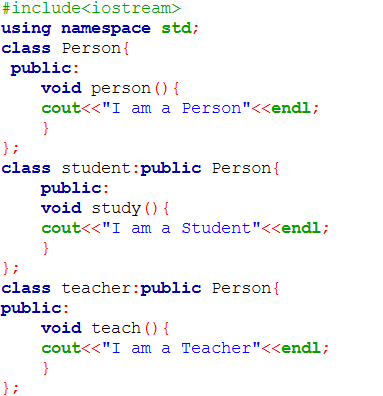 #include<iostream>
using namespace std;
class Person{
 public:
    void person(){
    cout<<"I am a Person"<<endl;
    }
};
class student:public Person{
    public:
    void study(){
    cout<<"I am a Student"<<endl;
    }
};
class teacher:public Person{
public:
    void teach(){
    cout<<"I am a Teacher"<<endl;
    }
};